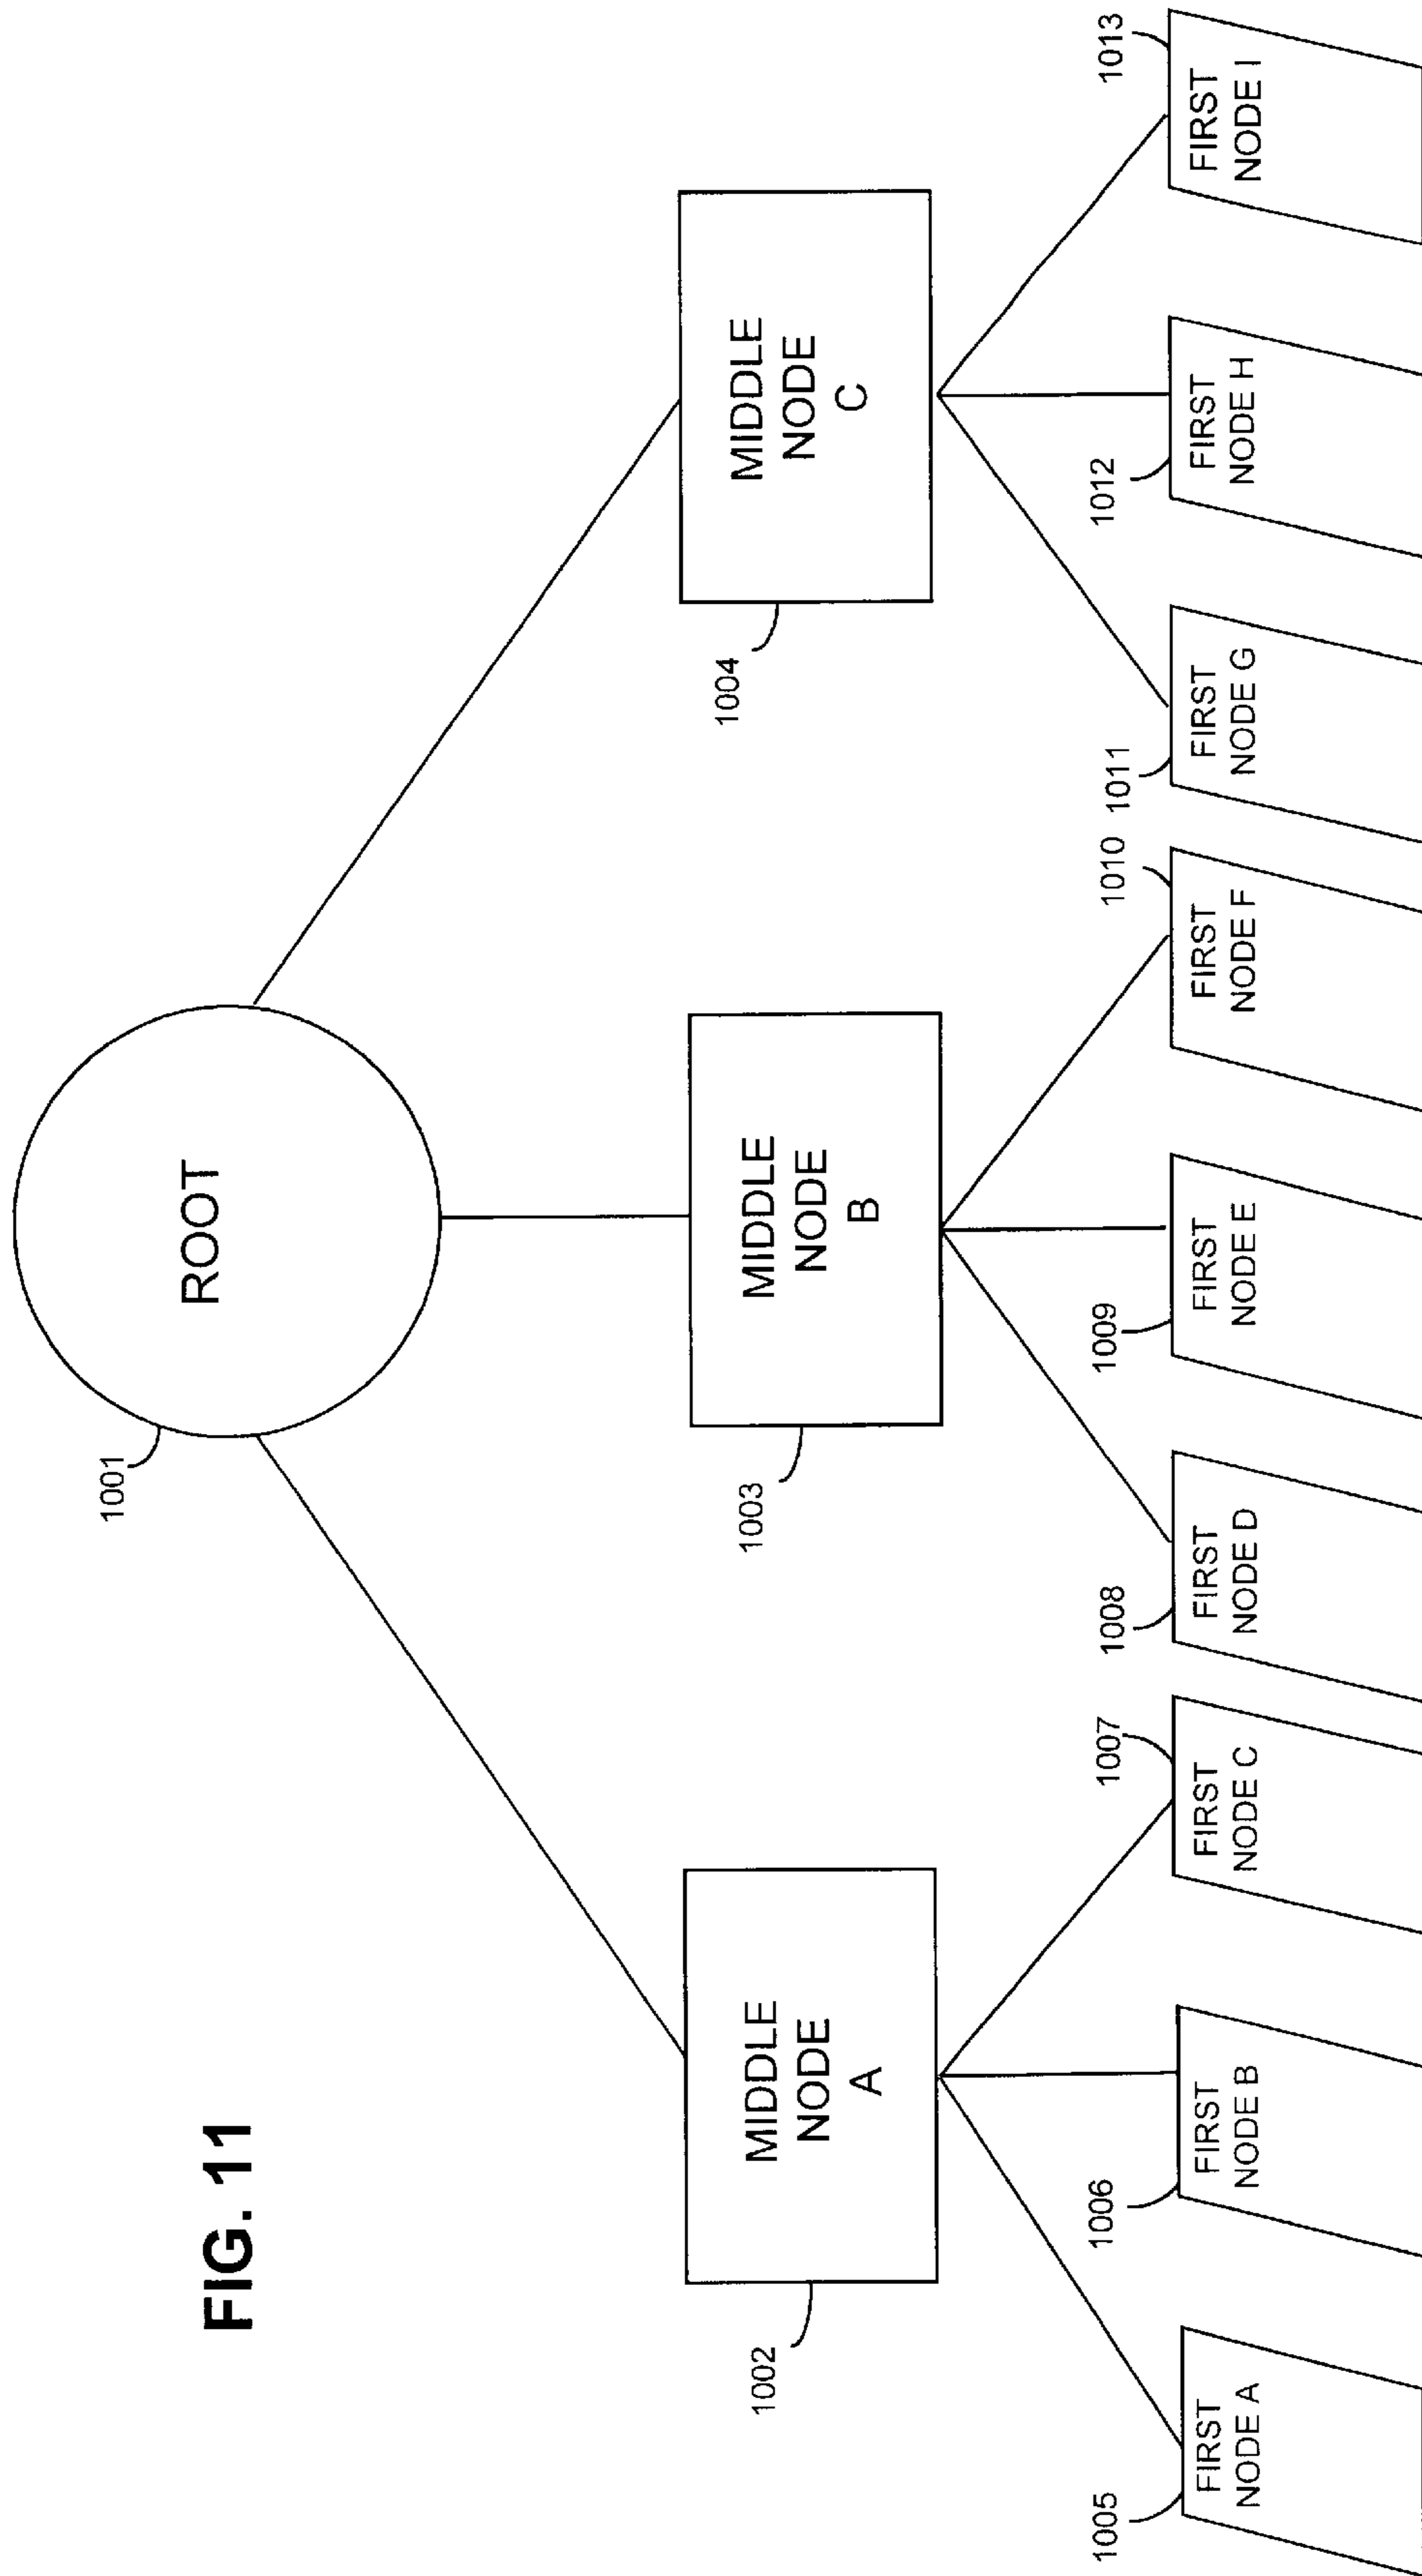 FIG. 11
ROOT
1001
MIDDLE
NODE
A
1002
MIDDLE
NODE
B
1003
MIDDLE
NODE
C
1004
1005
FIRST
NODE A
1006
FIRST
NODE B
1007
FIRST
NODE C
1008
FIRST
NODE D
1009
FIRST
NODE E
1010
FIRST
NODE F
1011
FIRST
NODE G
1012
FIRST
NODE H
1013
FIRST
NODE I